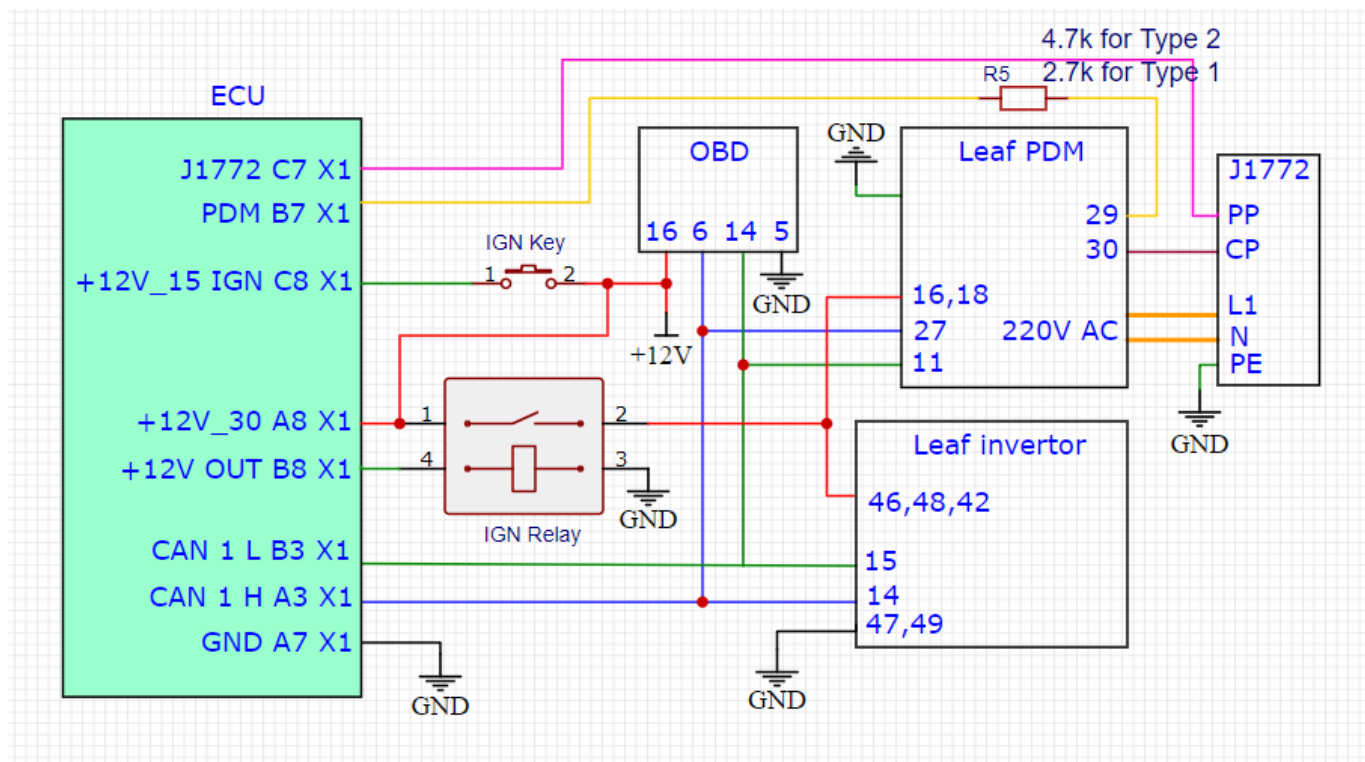 4.7k for Type 2
R5 2.7k for Type 1
ECU
J1772 C7 X1
PDM B7 X1
+12V_15 IGN C8 X1
+12V_30 A8 X1
+12V OUT B8 X1
CAN 1 L B3 X1
CAN 1 H A3 X1
GND A7 X1
GND
IGN Key
1 2
OBD
16 6 14 5
GND
+12V
1 2
4 3
IGN Relay
GND
GND
Leaf PDM
29
30
16,18
27 220V AC
11
J1772
PP
CP
L1
N
PE
GND
Leaf invertor
46,48,42
15
14
47,49
GND